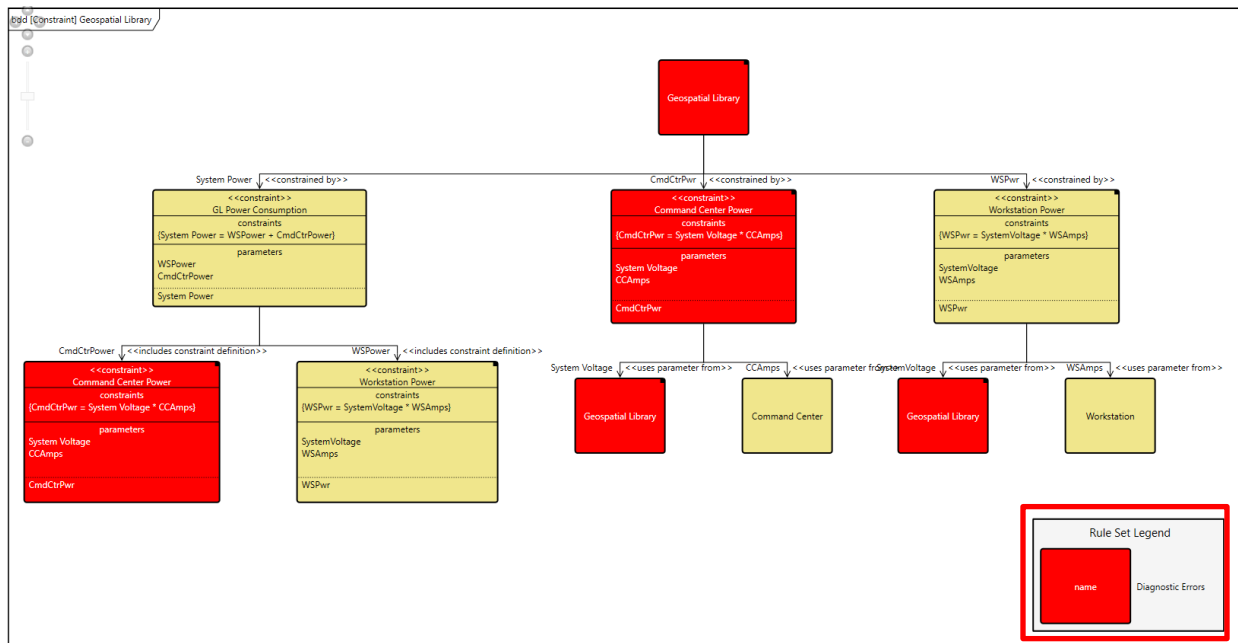 bdd [Constraint] Geospatial Library
Geospatial Library
System Power
<<constrained by>>
CmdCtrPwr
<<constrained by>>
WSPwr
<<constrained by>>
<<constraint>>
GL Power Consumption
constraints
{System Power = WSPower + CmdCtrPower}
parameters
WSPower
CmdCtrPower
System Power
<<constraint>>
Command Center Power
constraints
{CmdCtrPwr = System Voltage * CCAmps}
parameters
System Voltage
CCAmps
CmdCtrPwr
<<constraint>>
Workstation Power
constraints
{WSPwr = SystemVoltage * WSAmps}
parameters
SystemVoltage
WSAmps
WSPwr
CmdCtrPower
<<includes constraint definition>>
WSPower
<<includes constraint definition>>
System Voltage
<<uses parameter from>>
CCAmps
<<uses parameter from>>
SystemVoltage
<<uses parameter from>>
WSAmps
<<uses parameter from>>
<<constraint>>
Command Center Power
constraints
{CmdCtrPwr = System Voltage * CCAmps}
parameters
System Voltage
CCAmps
CmdCtrPwr
<<constraint>>
Workstation Power
constraints
{WSPwr = SystemVoltage * WSAmps}
parameters
SystemVoltage
WSAmps
WSPwr
Geospatial Library
Command Center
Geospatial Library
Workstation
Rule Set Legend
name
Diagnostic Errors